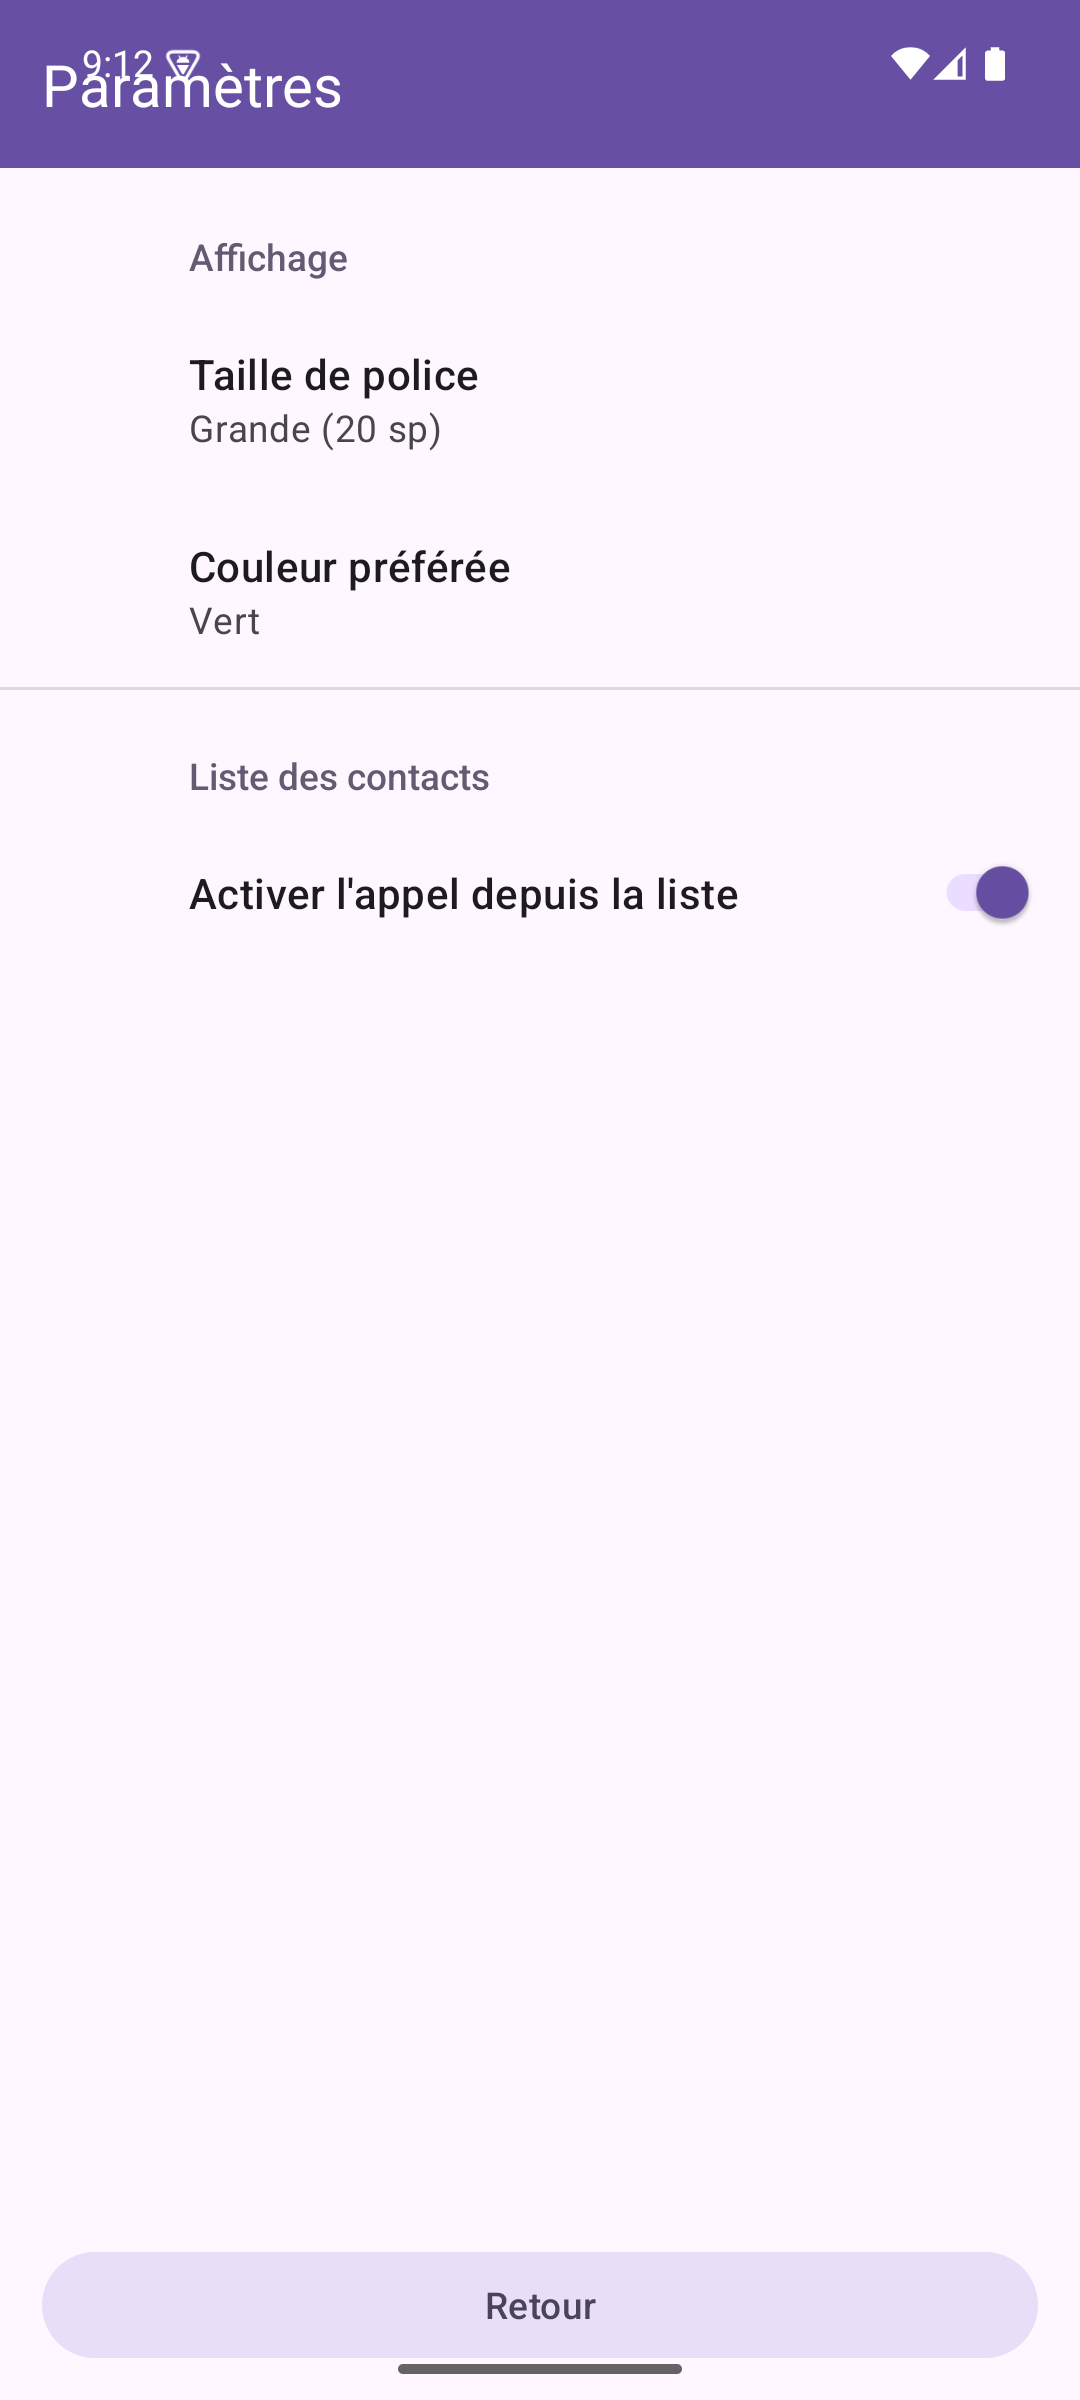 9:12
Paramètres
Affichage
Taille de police
Grande (20 sp)
Couleur préférée
Vert
Liste des contacts
Activer l'appel depuis la liste
Retour